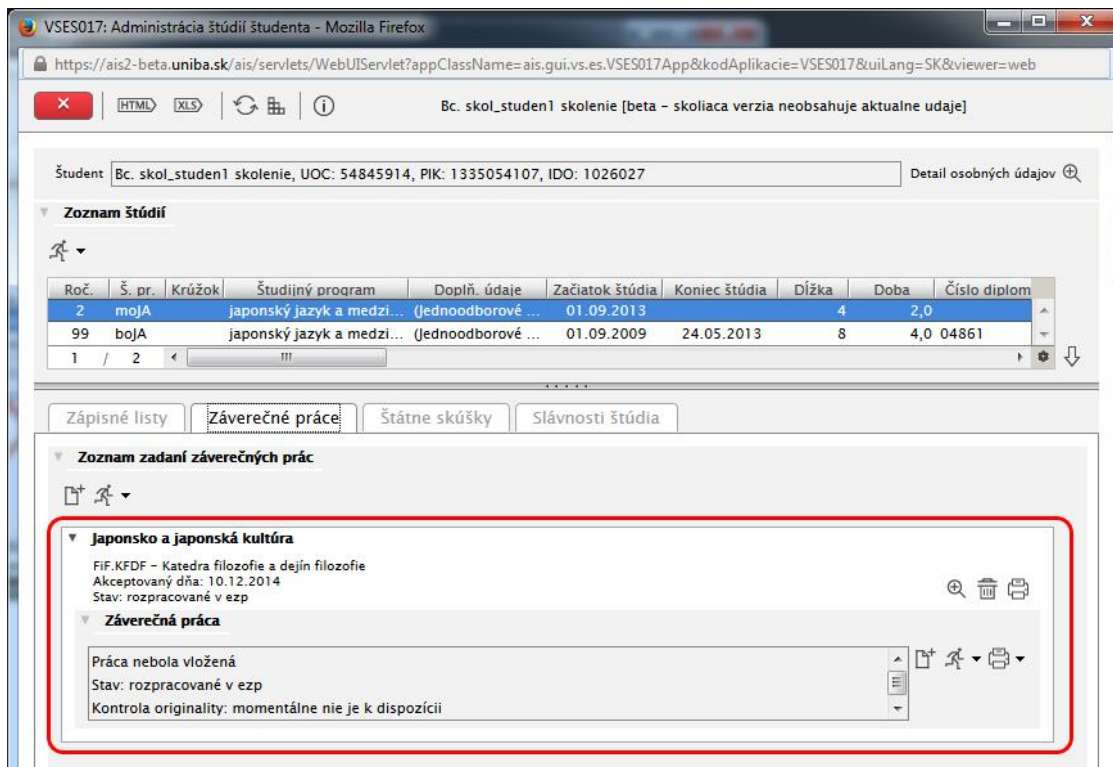 VSES017: Administrácia štúdií študenta - Mozilla Firefox
https://ais2-beta.uniba.sk/ais/servlets/WebUIServlet?appClassName=ais.gui.vs.es.VSES017App&kodAplikacie=VSES017&uiLang=SK&viewer=web
HTML XLS Bc. skol_studen1 skolenie [beta - skoliaca verzia neobsahuje aktualne udaje]
Študent Bc. skol_studen1 skolenie, UOC: 54845914, PIK: 1335054107, IDO: 1026027 Detail osobných údajov
Zoznam štúdií
Roč. Š. pr. Krúžok Študijný program Doplň. údaje Začiatok štúdia Koniec štúdia Dĺžka Doba Číslo diplom
2 moJA japonský jazyk a medzi... (Jednoodborové ... 01.09.2013 4 2,0
99 boJA japonský jazyk a medzi... (Jednoodborové ... 01.09.2009 24.05.2013 8 4,0 04861
1 / 2
Zápisné listy Záverečné práce Štátne skúšky Slávnosti štúdia
Zoznam zadaní záverečných prác
Japonsko a japonská kultúra
FiF.KFDF - Katedra filozofie a dejín filozofie
Akceptovaný dňa: 10.12.2014
Stav: rozpracované v ezp
Záverečná práca
Práca nebola vložená
Stav: rozpracované v ezp
Kontrola originality: momentálne nie je k dispozícii